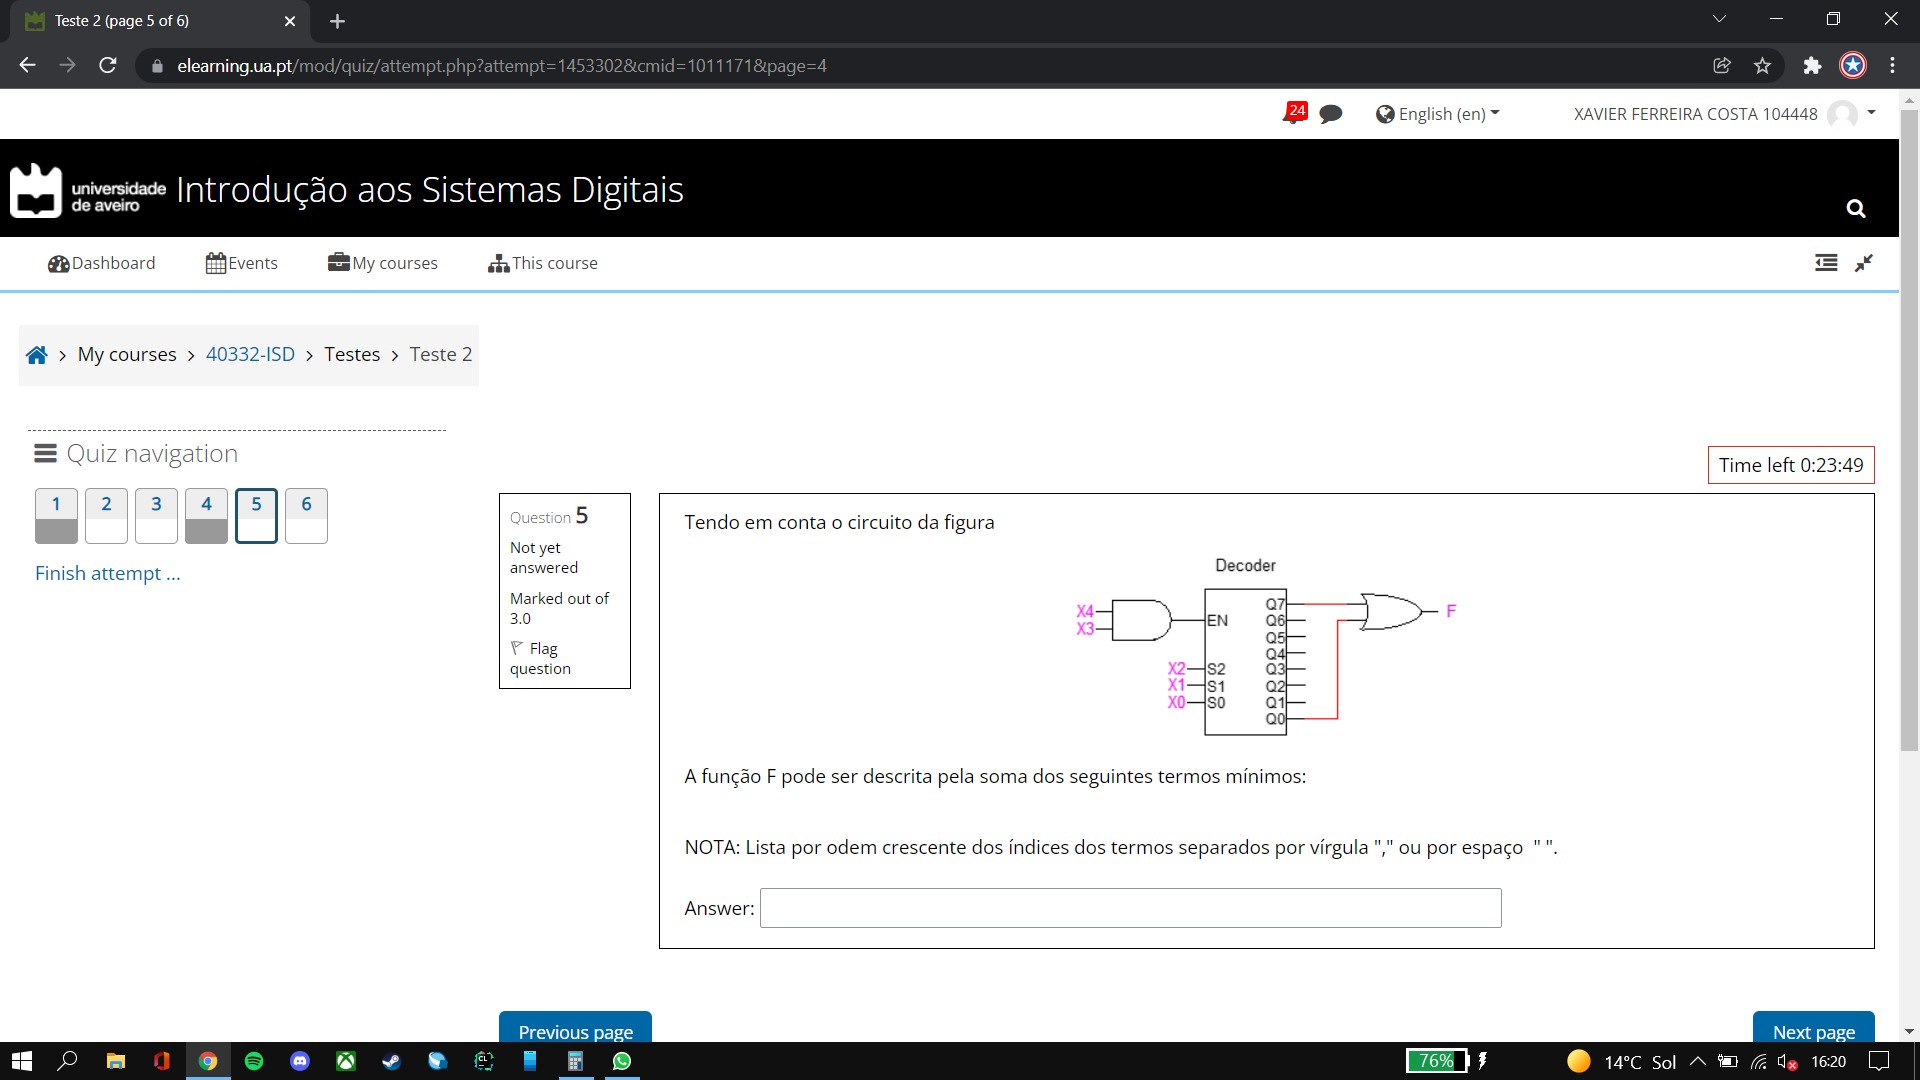 Teste 2 (page 5 of 6)
elearning.ua.pt/mod/quiz/attempt.php?attempt=1453302&cmid=1011171&page=4
24
English (en)
XAVIER FERREIRA COSTA 104448
universidade
de aveiro
Introdução aos Sistemas Digitais
Dashboard
Events
My courses
This course
My courses > 40332-ISD > Testes > Teste 2
Quiz navigation
1 2 3 4 5 6
Finish attempt ...
Time left 0:23:49
Question 5
Not yet
answered
Marked out of
3.0
Flag
question
Tendo em conta o circuito da figura
Decoder
X4
X3
EN
X2
X1
X0
S2
S1
S0
Q7
Q6
Q5
Q4
Q3
Q2
Q1
Q0
F
A função F pode ser descrita pela soma dos seguintes termos mínimos:
NOTA: Lista por odem crescente dos índices dos termos separados por vírgula "," ou por espaço " ".
Answer:
Previous page
Next page
CL
76%
14°C Sol
16:20